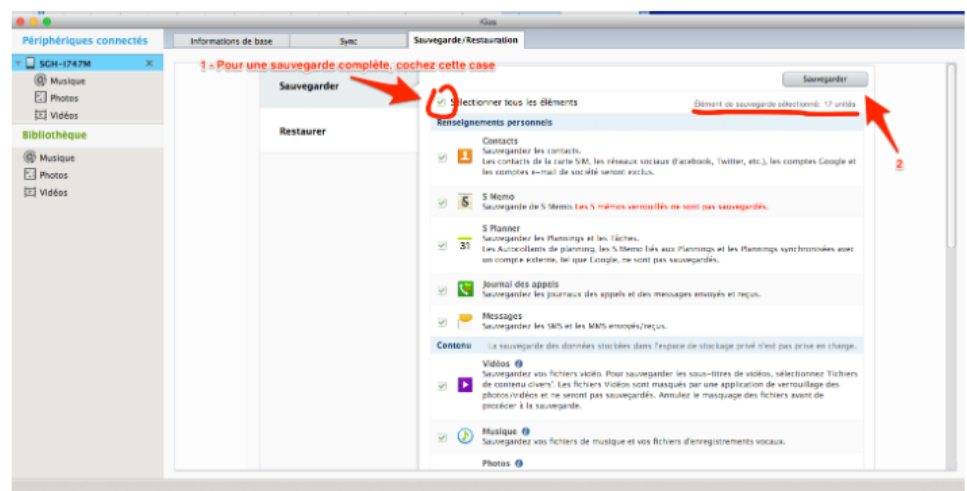 Kies
Périphériques connectés
Informations de base
Sync
Sauvegarde/Restauration
SGH-I747M
Musique
Photos
Vidéos
Bibliothèque
Musique
Photos
Vidéos
1 - Pour une sauvegarde complète, cochez cette case
Sauvegarder
Restaurer
Sauvegarder
Sélectionner tous les éléments
Élément de sauvegarde sélectionné: 17 unités
2
Renseignements personnels
Contacts
Sauvegardez les contacts.
Les contacts de la carte SIM, les réseaux sociaux (Facebook, Twitter, etc.), les comptes Google et
les comptes e-mail de société seront exclus.
S Memo
Sauvegarde de S Memo. Les S mémos verrouillés ne sont pas sauvegardés.
31
S Planner
Sauvegardez les Plannings et les Tâches.
Les Autocollants de planning, les S Memo liés aux Plannings et les Plannings synchronisées avec
un compte externe, tel que Google, ne sont pas sauvegardés.
Journal des appels
Sauvegardez les journaux des appels et des messages envoyés et reçus.
Messages
Sauvegardez les SMS et les MMS envoyés/reçus.
Contenu
La sauvegarde des données stockées dans l'espace de stockage privé n'est pas prise en charge.
Vidéos
Sauvegardez vos fichiers vidéo. Pour sauvegarder les sous-titres de vidéos, sélectionnez 'Fichiers
de contenu divers'. Les fichiers Vidéos sont masqués par une application de verrouillage des
photos/vidéos et ne seront pas sauvegardés. Annulez le masquage des fichiers avant de
procéder à la sauvegarde.
Musique
Sauvegardez vos fichiers de musique et vos fichiers d'enregistrements vocaux.
Photos